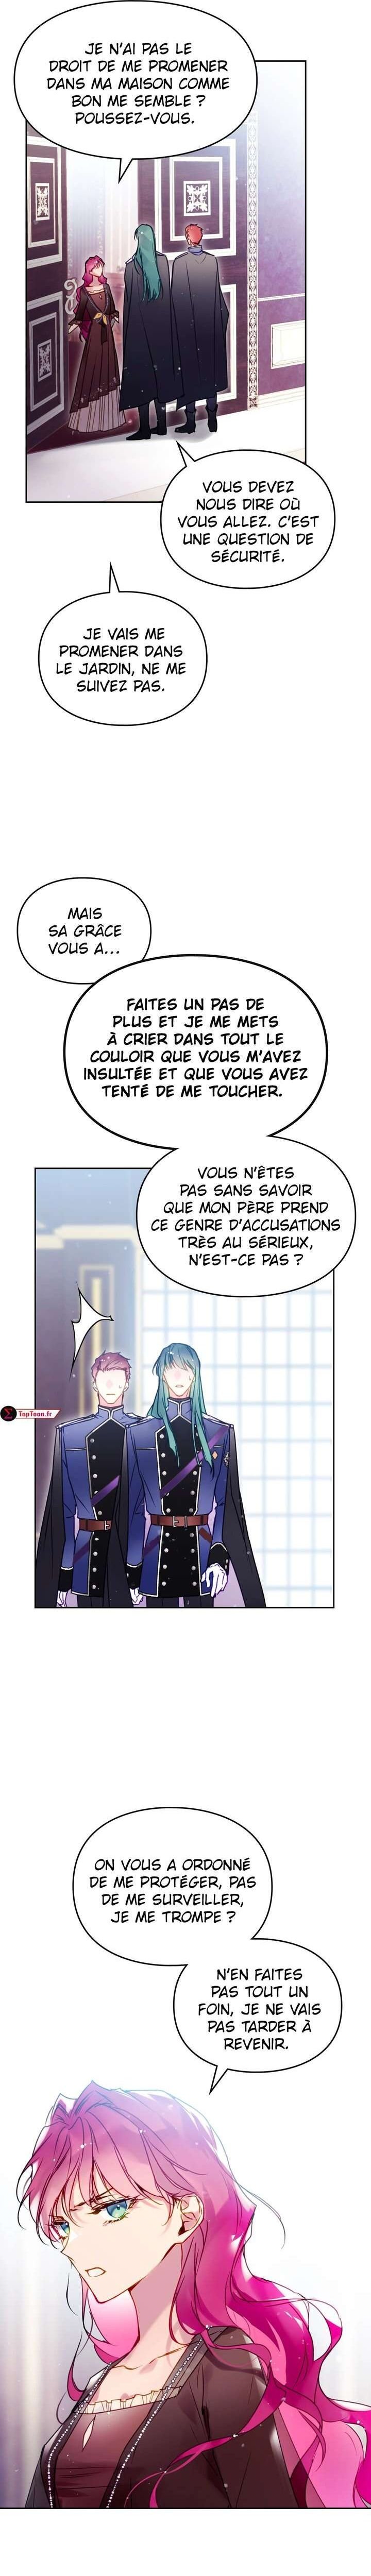 JE N'AI PAS LE
DROIT DE ME PROMENER
DANS MA MAISON COMME
BON ME SEMBLE ?
POUSSEZ-VOUS.
VOUS DEVEZ
NOUS DIRE OÙ
VOUS ALLEZ. C'EST
UNE QUESTION DE
SÉCURITÉ.
JE VAIS ME
PROMENER DANS
LE JARDIN, NE ME
SUIVEZ PAS.
MAIS
SA GRÂCE
VOUS A...
FAITES UN PAS DE
PLUS ET JE ME METS
À CRIER DANS TOUT LE
COULOIR QUE VOUS M'AVEZ
INSULTÉE ET QUE VOUS AVEZ
TENTÉ DE ME TOUCHER.
VOUS N'ÊTES
PAS SANS SAVOIR
QUE MON PÈRE PREND
CE GENRE D'ACCUSATIONS
TRÈS AU SÉRIEUX,
N'EST-CE PAS ?
TopToon.fr
ON VOUS A ORDONNÉ
DE ME PROTÉGER, PAS
DE ME SURVEILLER,
JE ME TROMPE ?
N'EN FAITES
PAS TOUT UN
FOIN, JE NE VAIS
PAS TARDER À
REVENIR.